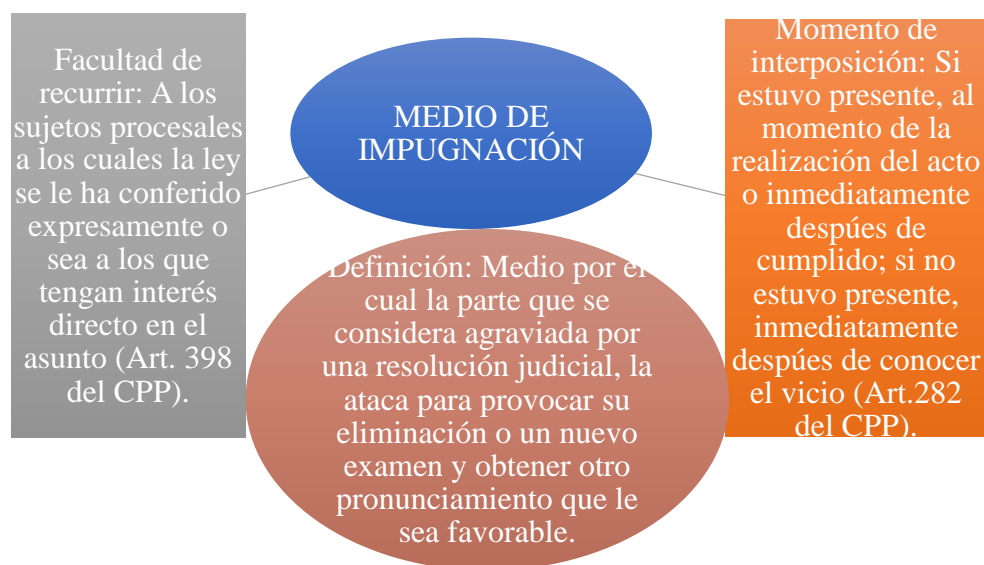 MEDIO DE
IMPUGNACIÓN
Facultad de
recurrir: A los
sujetos procesales
a los cuales la ley
se le ha conferido
expresamente o
sea a los que
tengan interés
directo en el
asunto (Art. 398
del CPP).
Definición: Medio por el
cual la parte que se
considera agraviada por
una resolución judicial, la
ataca para provocar su
eliminación o un nuevo
examen y obtener otro
pronunciamiento que le
sea favorable.
Momento de
interposición: Si
estuvo presente, al
momento de la
realización del acto
o inmediatamente
despúes de
cumplido; si no
estuvo presente,
inmediatamente
despúes de conocer
el vicio (Art.282
del CPP).